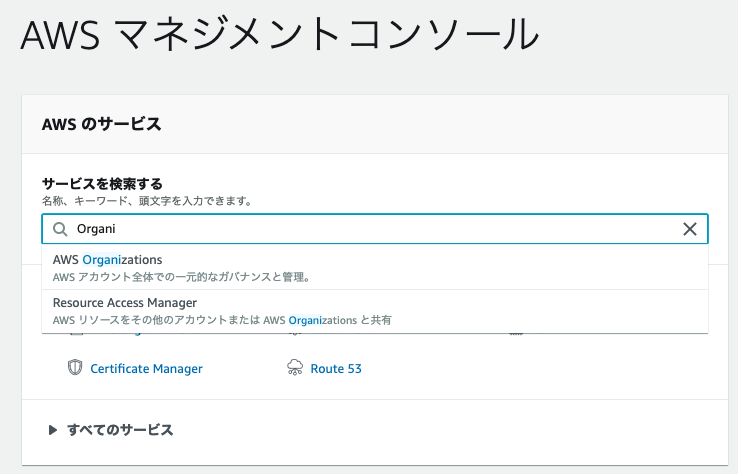 AWS マネジメントコンソール
AWS のサービス
サービスを検索する
名称、キーワード、頭文字を入力できます。
Organi
AWS Organizations
AWS アカウント全体での一元的なガバナンスと管理。
Resource Access Manager
AWS リソースをその他のアカウントまたは AWS Organizations と共有
Certificate Manager
Route 53
すべてのサービス